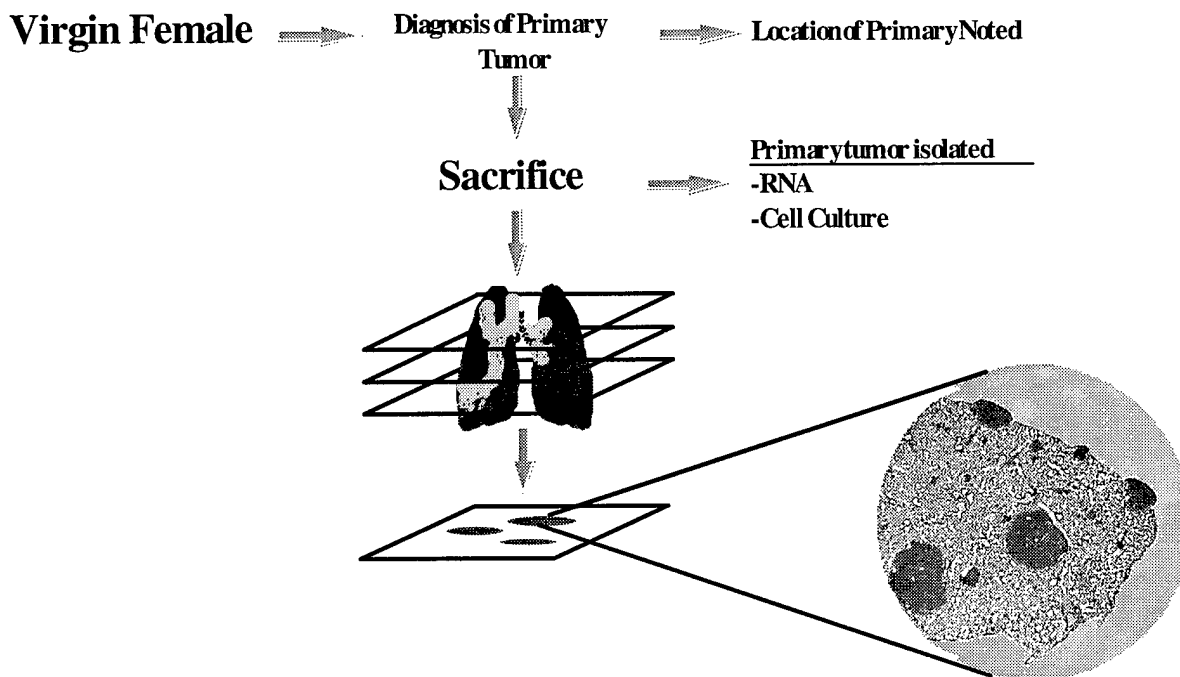 Virgin Female
Diagnosis of Primary
Tumor
Location of Primary Noted
Sacrifice
Primary tumor isolated
-RNA
-Cell Culture